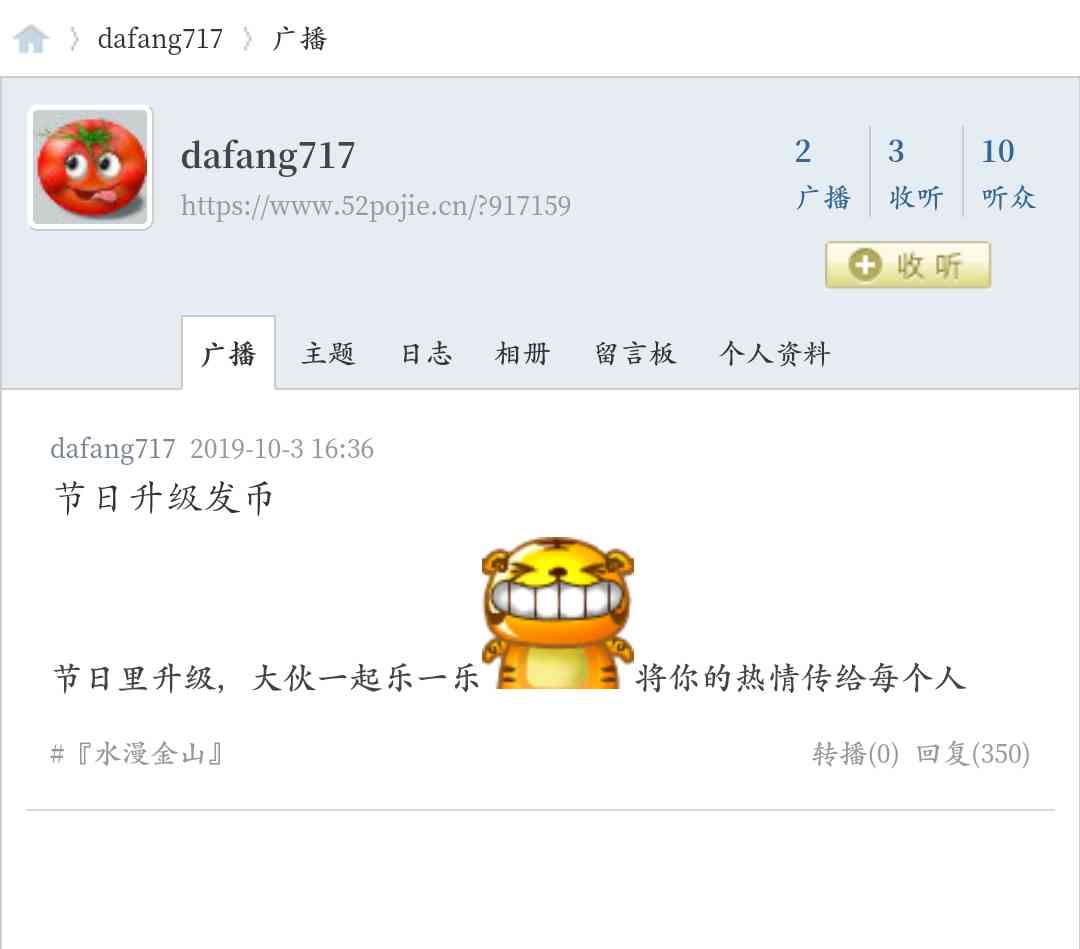 dafang717 〉 广播
dafang717
https://www.52pojie.cn/?917159
2 3 10
广播 收听 听众
收听
广播 主题 日志 相册 留言板 个人资料
dafang717 2019-10-3 16:36
节日升级发币
节日里升级，大伙一起乐一乐 将你的热情传给每个人
#『水漫金山』 转播(0) 回复(350)